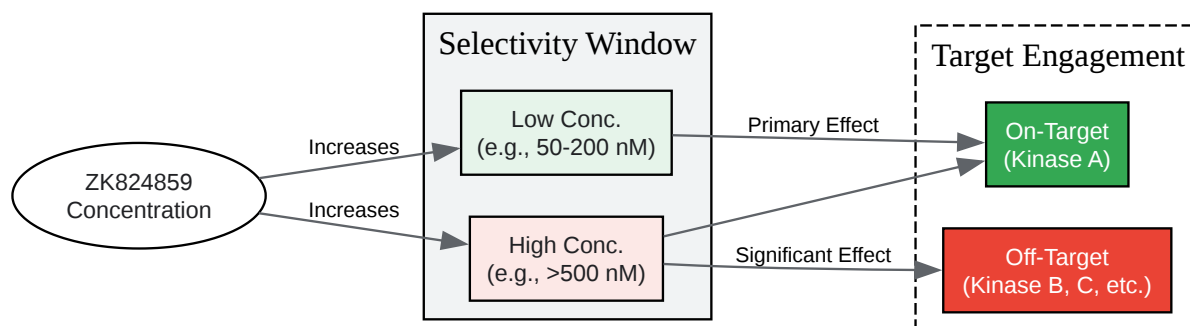 Selectivity Window
Target Engagement
Low Conc.
(e.g., 50-200 nM)
Primary Effect
On-Target
(Kinase A)
Increases
ZK824859
Concentration
Increases
High Conc.
(e.g., >500 nM)
Significant Effect
Off-Target
(Kinase B, C, etc.)